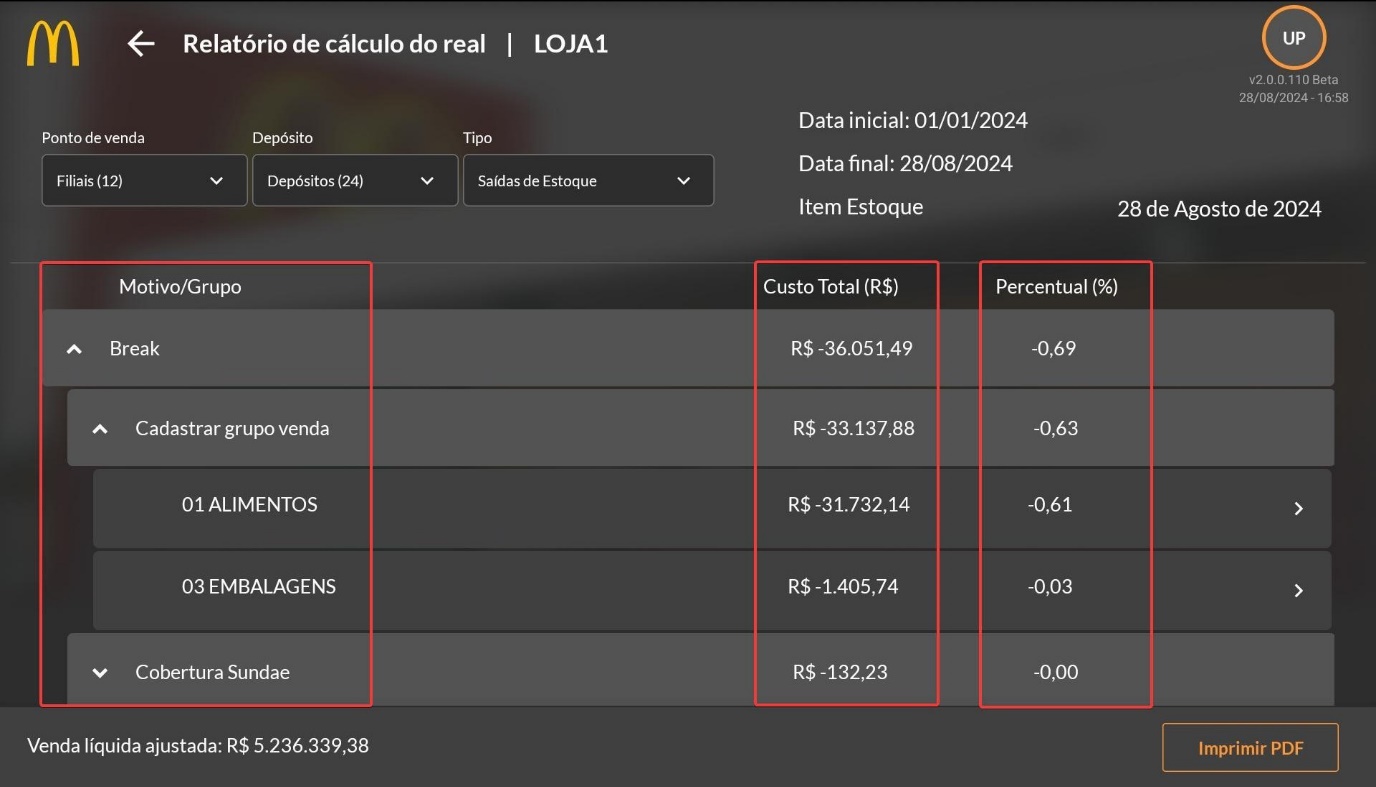 Relatório de cálculo do real | LOJA1
UP
v2.0.0.110 Beta
28/08/2024 - 16:58
Ponto de venda Depósito Tipo
Filiais (12) Depósitos (24) Saídas de Estoque
Data inicial: 01/01/2024
Data final: 28/08/2024
Item Estoque 28 de Agosto de 2024
Motivo/Grupo Custo Total (R$) Percentual (%)
Break R$ -36.051,49 -0,69
Cadastrar grupo venda R$ -33.137,88 -0,63
01 ALIMENTOS R$ -31.732,14 -0,61
03 EMBALAGENS R$ -1.405,74 -0,03
Cobertura Sundae R$ -132,23 -0,00
Venda líquida ajustada: R$ 5.236.339,38
Imprimir PDF